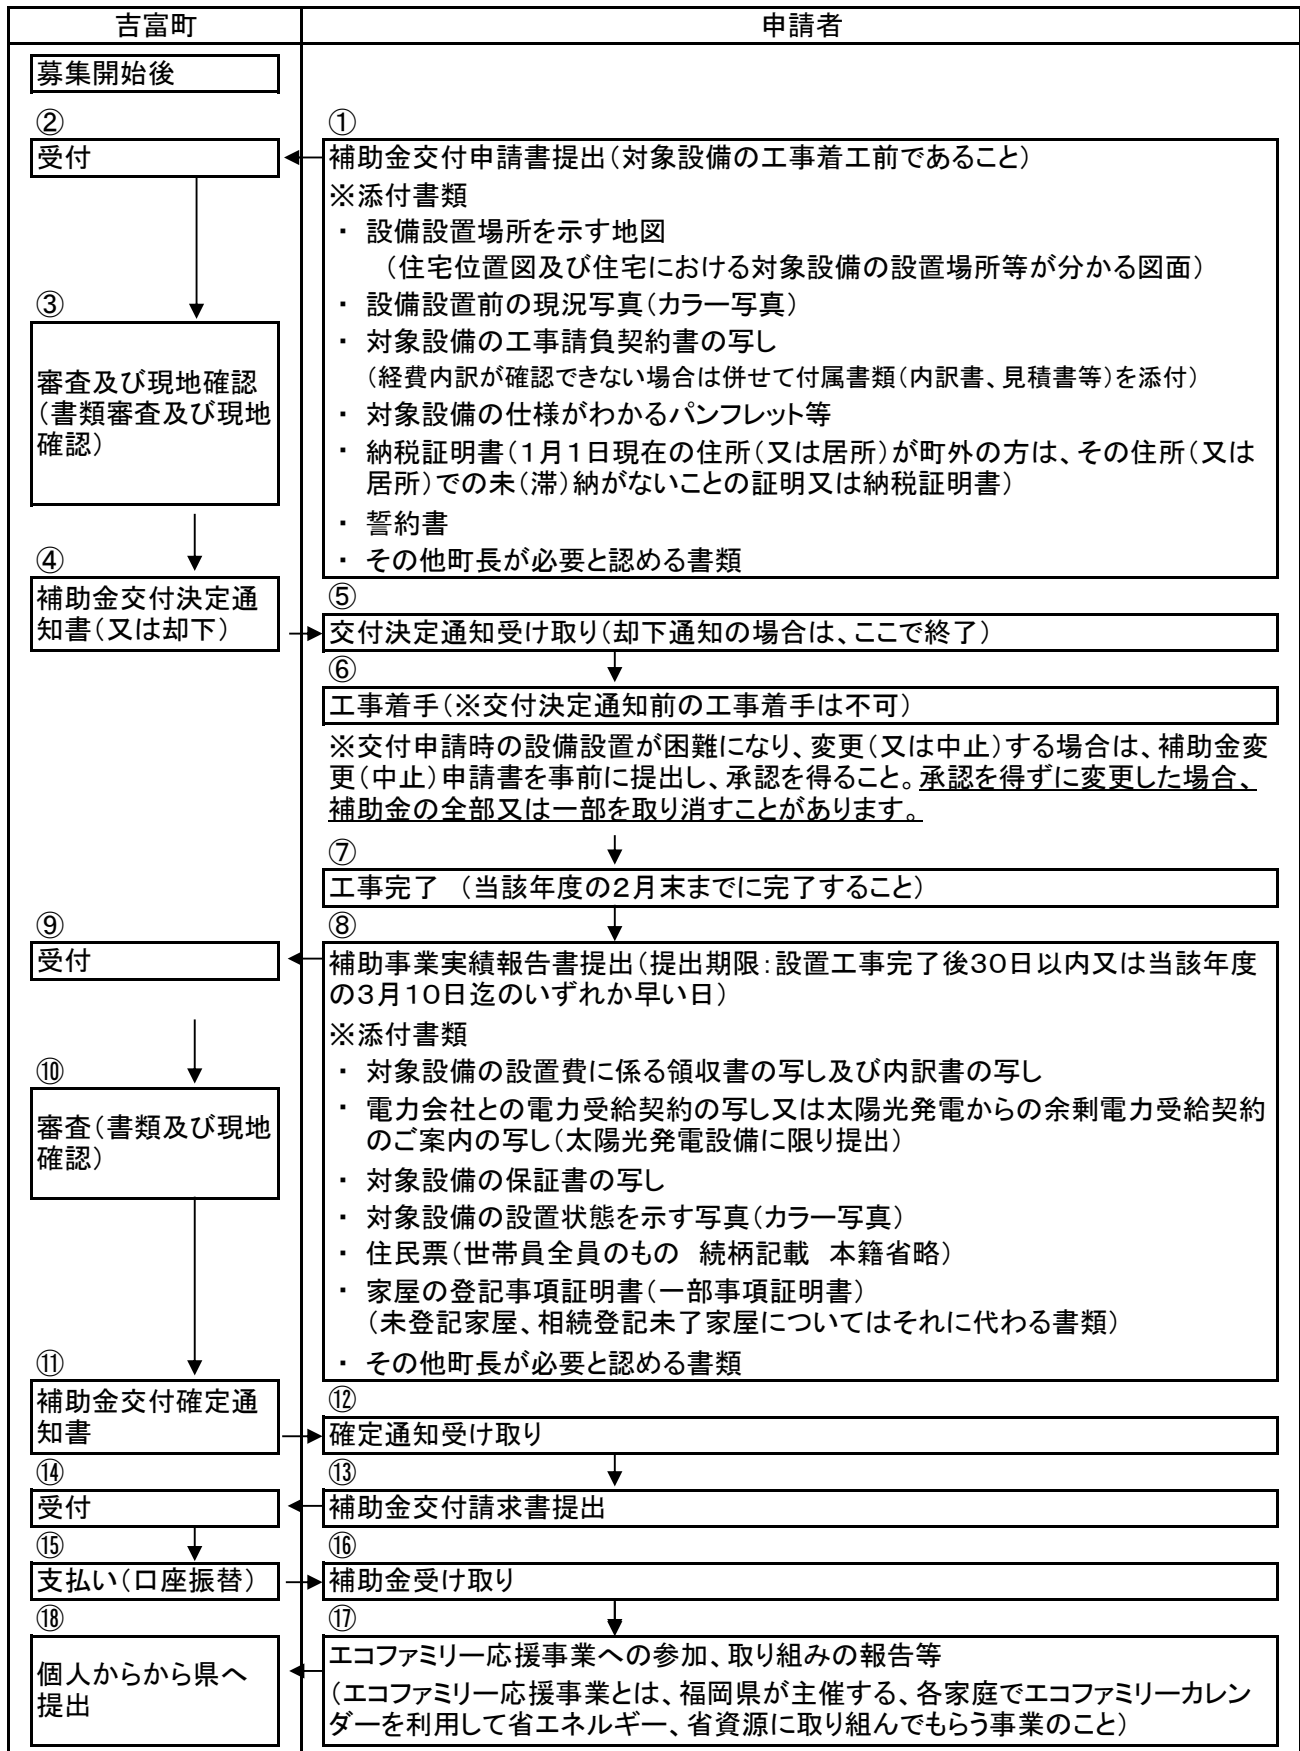 吉富町
申請者
募集開始後
②
①
受付
補助金交付申請書提出（対象設備の工事着工前であること）
※添付書類
・ 設備設置場所を示す地図
（住宅位置図及び住宅における対象設備の設置場所等が分かる図面）
・ 設備設置前の現況写真（カラー写真）
・ 対象設備の工事請負契約書の写し
（経費内訳が確認できない場合は併せて付属書類（内訳書、見積書等）を添付）
・ 対象設備の仕様がわかるパンフレット等
・ 納税証明書（１月１日現在の住所（又は居所）が町外の方は、その住所（又は
居所）での未（滞）納がないことの証明又は納税証明書）
・ 誓約書
・ その他町長が必要と認める書類
③
審査及び現地確認
（書類審査及び現地
確認）
④
補助金交付決定通
知書（又は却下）
⑤
交付決定通知受け取り（却下通知の場合は、ここで終了）
⑥
工事着手（※交付決定通知前の工事着手は不可）
※交付申請時の設備設置が困難になり、変更（又は中止）する場合は、補助金変
更（中止）申請書を事前に提出し、承認を得ること。承認を得ずに変更した場合、
補助金の全部又は一部を取り消すことがあります。
⑦
工事完了　（当該年度の２月末までに完了すること）
⑨
⑧
受付
補助事業実績報告書提出（提出期限：設置工事完了後３０日以内又は当該年度
の３月１０日迄のいずれか早い日）
※添付書類
・ 対象設備の設置費に係る領収書の写し及び内訳書の写し
・ 電力会社との電力受給契約の写し又は太陽光発電からの余剰電力受給契約
のご案内の写し（太陽光発電設備に限り提出）
・ 対象設備の保証書の写し
・ 対象設備の設置状態を示す写真（カラー写真）
・ 住民票（世帯員全員のもの　続柄記載　本籍省略）
・ 家屋の登記事項証明書（一部事項証明書）
（未登記家屋、相続登記未了家屋についてはそれに代わる書類）
・ その他町長が必要と認める書類
⑩
審査（書類及び現地
確認）
⑪
補助金交付確定通
知書
⑫
確定通知受け取り
⑭
⑬
受付
補助金交付請求書提出
⑮
⑯
支払い（口座振替）
補助金受け取り
⑱
⑰
個人からから県へ
提出
エコファミリー応援事業への参加、取り組みの報告等
（エコファミリー応援事業とは、福岡県が主催する、各家庭でエコファミリーカレン
ダーを利用して省エネルギー、省資源に取り組んでもらう事業のこと）